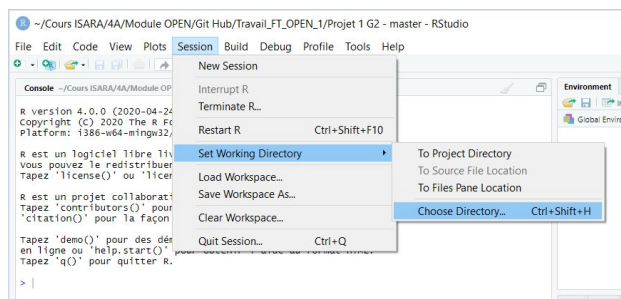 ~/Cours ISARA/4A/Module OPEN/Git Hub/Travail_FT_OPEN_1/Projet 1 G2 - master - RStudio
File Edit Code View Plots Session Build Debug Profile Tools Help
New Session
Interrupt R
Terminate R...
Restart R Ctrl+Shift+F10
Set Working Directory
Load Workspace...
Save Workspace As...
Clear Workspace...
Quit Session... Ctrl+Q
To Project Directory
To Source File Location
To Files Pane Location
Choose Directory... Ctrl+Shift+H
Console ~/Cours ISARA/4A/Module OP
R version 4.0.0 (2020-04-24
Copyright (C) 2020 The R Fo
Platform: i386-w64-mingw32/
R est un logiciel libre liv
Vous pouvez le redistribuer
Tapez 'license()' ou 'licen
R est un projet collaborati
Tapez 'contributors()' pour
'citation()' pour la façon
Tapez 'demo()' pour des dém
en ligne ou 'help.start()'
Tapez 'q()' pour quitter R.
>
Environment
Global Enviro